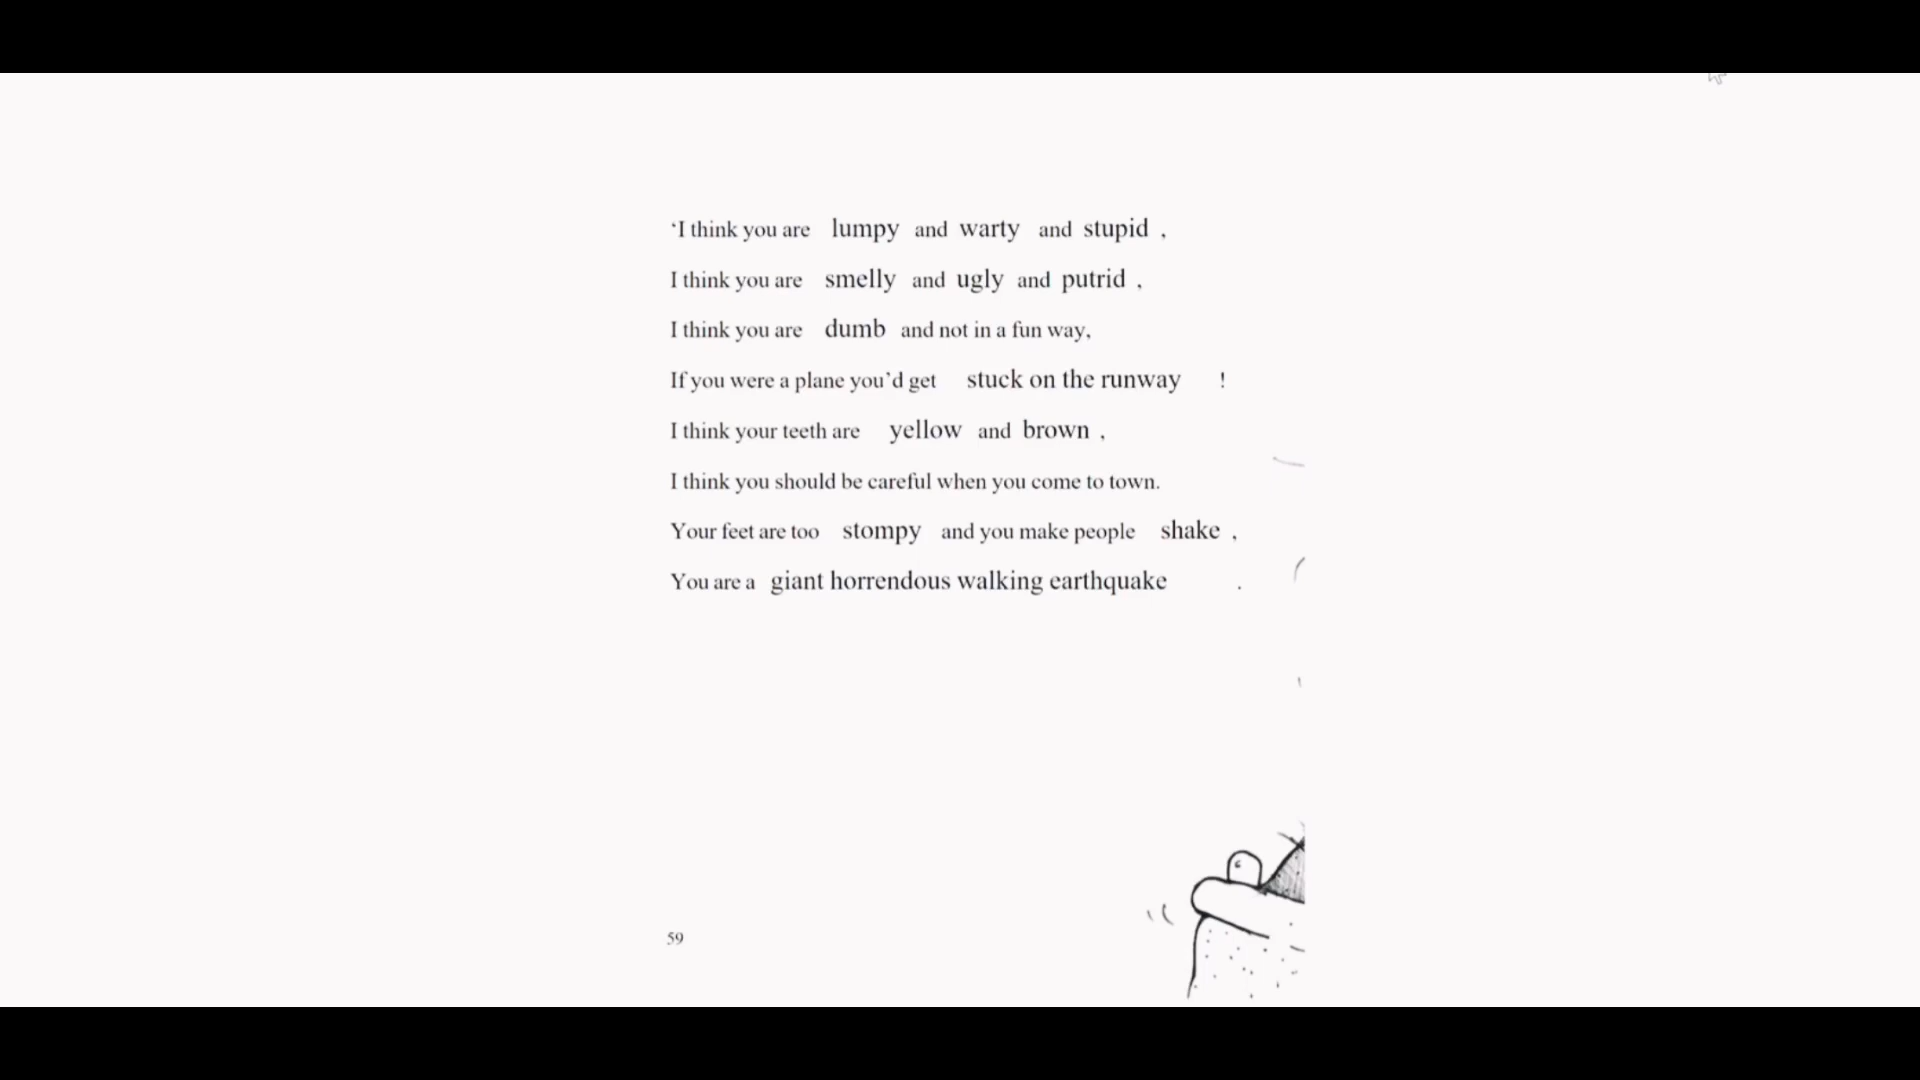 ‘I think you are lumpy and warty and stupid ,
I think you are smelly and ugly and putrid ,
I think you are dumb and not in a fun way,
If you were a plane you’d get stuck on the runway !
I think your teeth are yellow and brown ,
I think you should be careful when you come to town.
Your feet are too stompy and you make people shake ,
You are a giant horrendous walking earthquake .
59